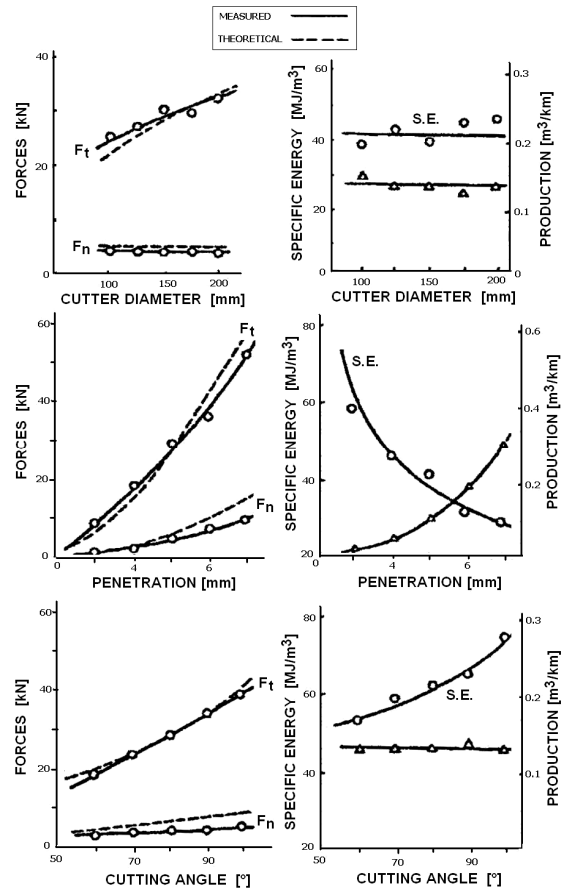 MEASURED
THEORETICAL
FORCES [kN]
40
20
0
Ft
Fn
100
150
200
CUTTER DIAMETER [mm]
SPECIFIC ENERGY [MJ/m3]
60
40
20
0
S.E.
0.3
0.2
0.1
0
PRODUCTION [m3/km]
100
150
200
CUTTER DIAMETER [mm]
FORCES [kN]
60
30
0
Ft
Fn
0
2
4
6
PENETRATION [mm]
SPECIFIC ENERGY [MJ/m3]
80
60
40
20
S.E.
0.6
0.4
0.2
PRODUCTION [m3/km]
0
4
6
PENETRATION [mm]
FORCES [kN]
60
40
20
0
Ft
Fn
50
70
90
CUTTING ANGLE [°]
SPECIFIC ENERGY [MJ/m3]
80
60
40
20
S.E.
0.3
0.2
0.1
0
PRODUCTION [m3/km]
50
70
90
CUTTING ANGLE [°]